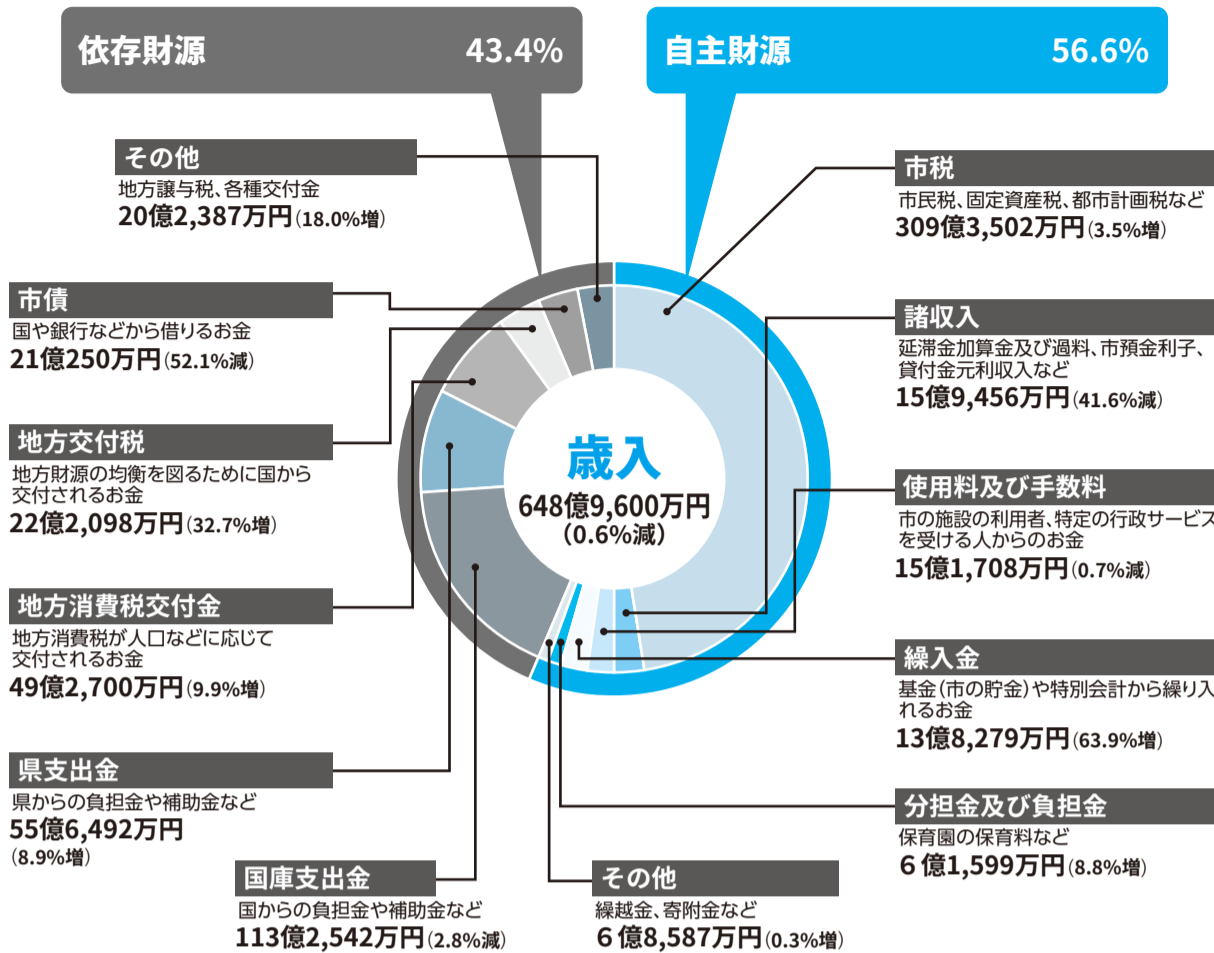 依存財源 43.4%
自主財源 56.6%
その他
地方譲与税、各種交付金
20億2,387万円(18.0%増)
市債
国や銀行などから借りるお金
21億250万円(52.1%減)
地方交付税
地方財源の均衡を図るために国から
交付されるお金
22億2,098万円(32.7%増)
地方消費税交付金
地方消費税が人口などに応じて
交付されるお金
49億2,700万円(9.9%増)
県支出金
県からの負担金や補助金など
55億6,492万円
(8.9%増)
国庫支出金
国からの負担金や補助金など
113億2,542万円(2.8%減)
歳入
648億9,600万円
(0.6%減)
市税
市民税、固定資産税、都市計画税など
309億3,502万円(3.5%増)
諸収入
延滞金加算金及び過料、市預金利子、
貸付金元利収入など
15億9,456万円(41.6%減)
使用料及び手数料
市の施設の利用者、特定の行政サービス
を受ける人からのお金
15億1,708万円(0.7%減)
繰入金
基金(市の貯金)や特別会計から繰り入
れるお金
13億8,279万円(63.9%増)
分担金及び負担金
保育園の保育料など
6億1,599万円(8.8%増)
その他
繰越金、寄附金など
6億8,587万円(0.3%増)